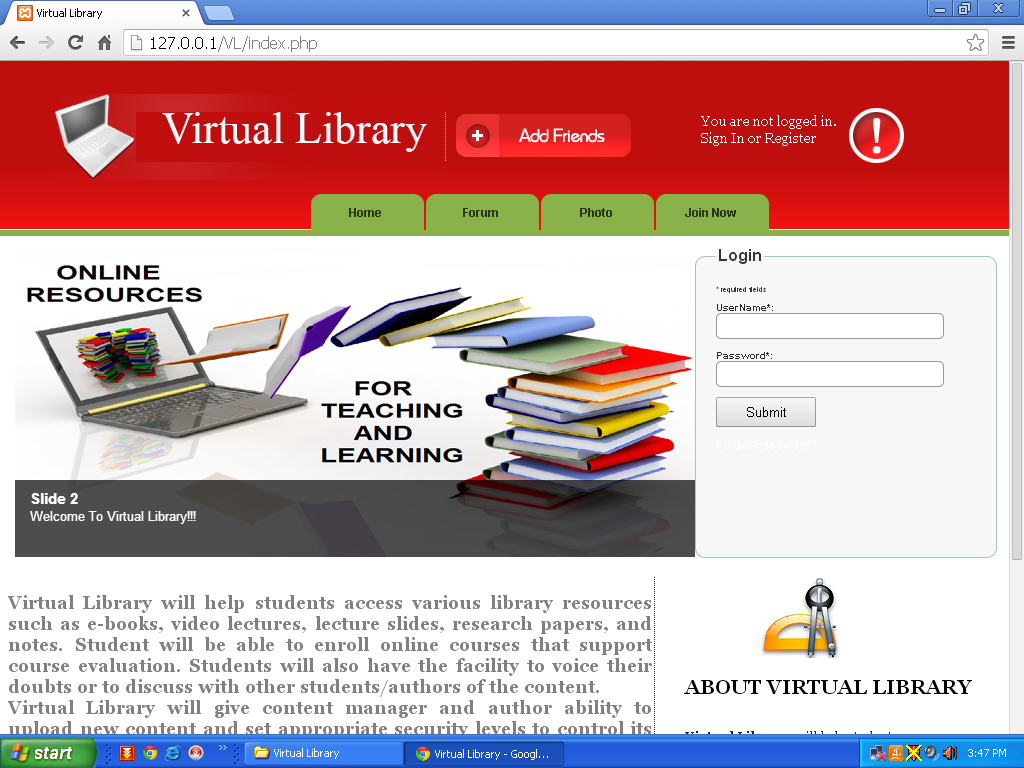 Virtual Library
127.0.0.1/VL/index.php
Virtual Library
Add Friends
You are not logged in.
Sign In or Register
Home
Forum
Photo
Join Now
ONLINE
RESOURCES
FOR
TEACHING
AND
LEARNING
Slide 2
Welcome To Virtual Library!!!
Login
* required fields
UserName*:
Password*:
Submit
Forgot Password?
Virtual Library will help students access various library resources
such as e-books, video lectures, lecture slides, research papers, and
notes. Student will be able to enroll online courses that support
course evaluation. Students will also have the facility to voice their
doubts or to discuss with other students/authors of the content.
Virtual Library will give content manager and author ability to
upload new content and set appropriate security levels to control its
ABOUT VIRTUAL LIBRARY
start
Virtual Library
Virtual Library - Googl...
3:47 PM